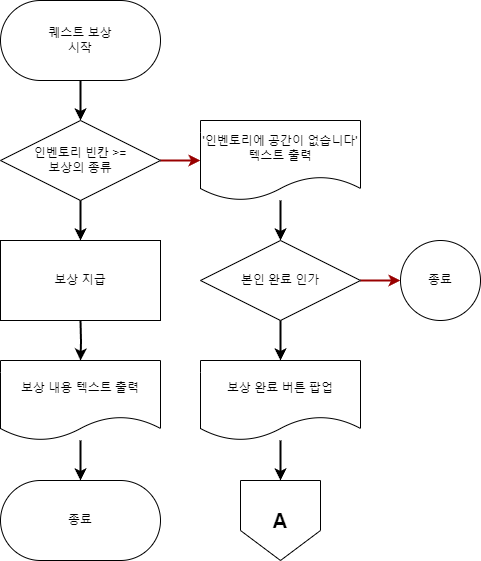 퀘스트 보상
시작
인벤토리 빈칸 >=
보상의 종류
'인벤토리에 공간이 없습니다'
텍스트 출력
보상 지급
본인 완료 인가
종료
보상 내용 텍스트 출력
보상 완료 버튼 팝업
종료
A